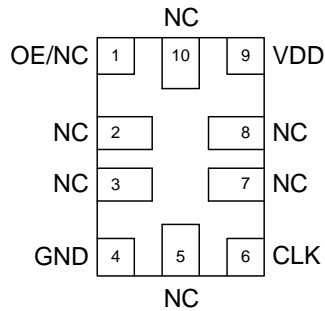 NC
OE/NC 1 10 9 VDD
NC 2 8 NC
NC 3 7 NC
GND 4 5 6 CLK
NC